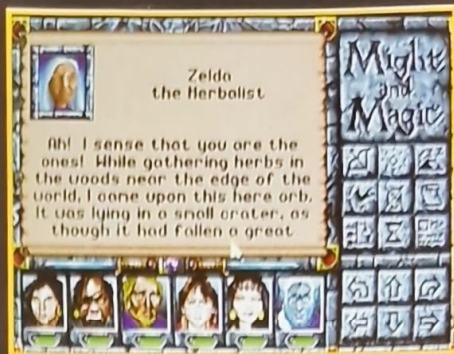 Zelda
the Herbalist
Ah! I sense that you are the
ones! While gathering herbs in
the woods near the edge of the
world, I came upon this here orb.
It was lying in a small crater, as
though it had fallen a great
Might
and
Magic